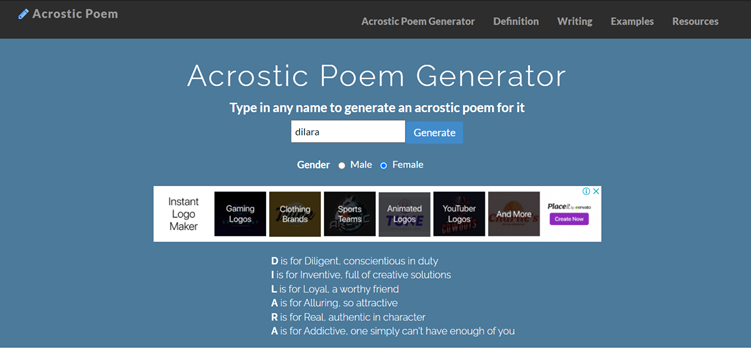 Acrostic Poem
Acrostic Poem Generator Definition Writing Examples Resources
Acrostic Poem Generator
Type in any name to generate an acrostic poem for it
dilara Generate
Gender Male Female
Instant
Logo
Maker
Gaming
Logos
Clothing
Brands
Sports
Teams
Animated
Logos
YouTuber
Logos
And More
Placeit
Create Now
D is for Diligent, conscientious in duty
I is for Inventive, full of creative solutions
L is for Loyal, a worthy friend
A is for Alluring, so attractive
R is for Real, authentic in character
A is for Addictive, one simply can't have enough of you